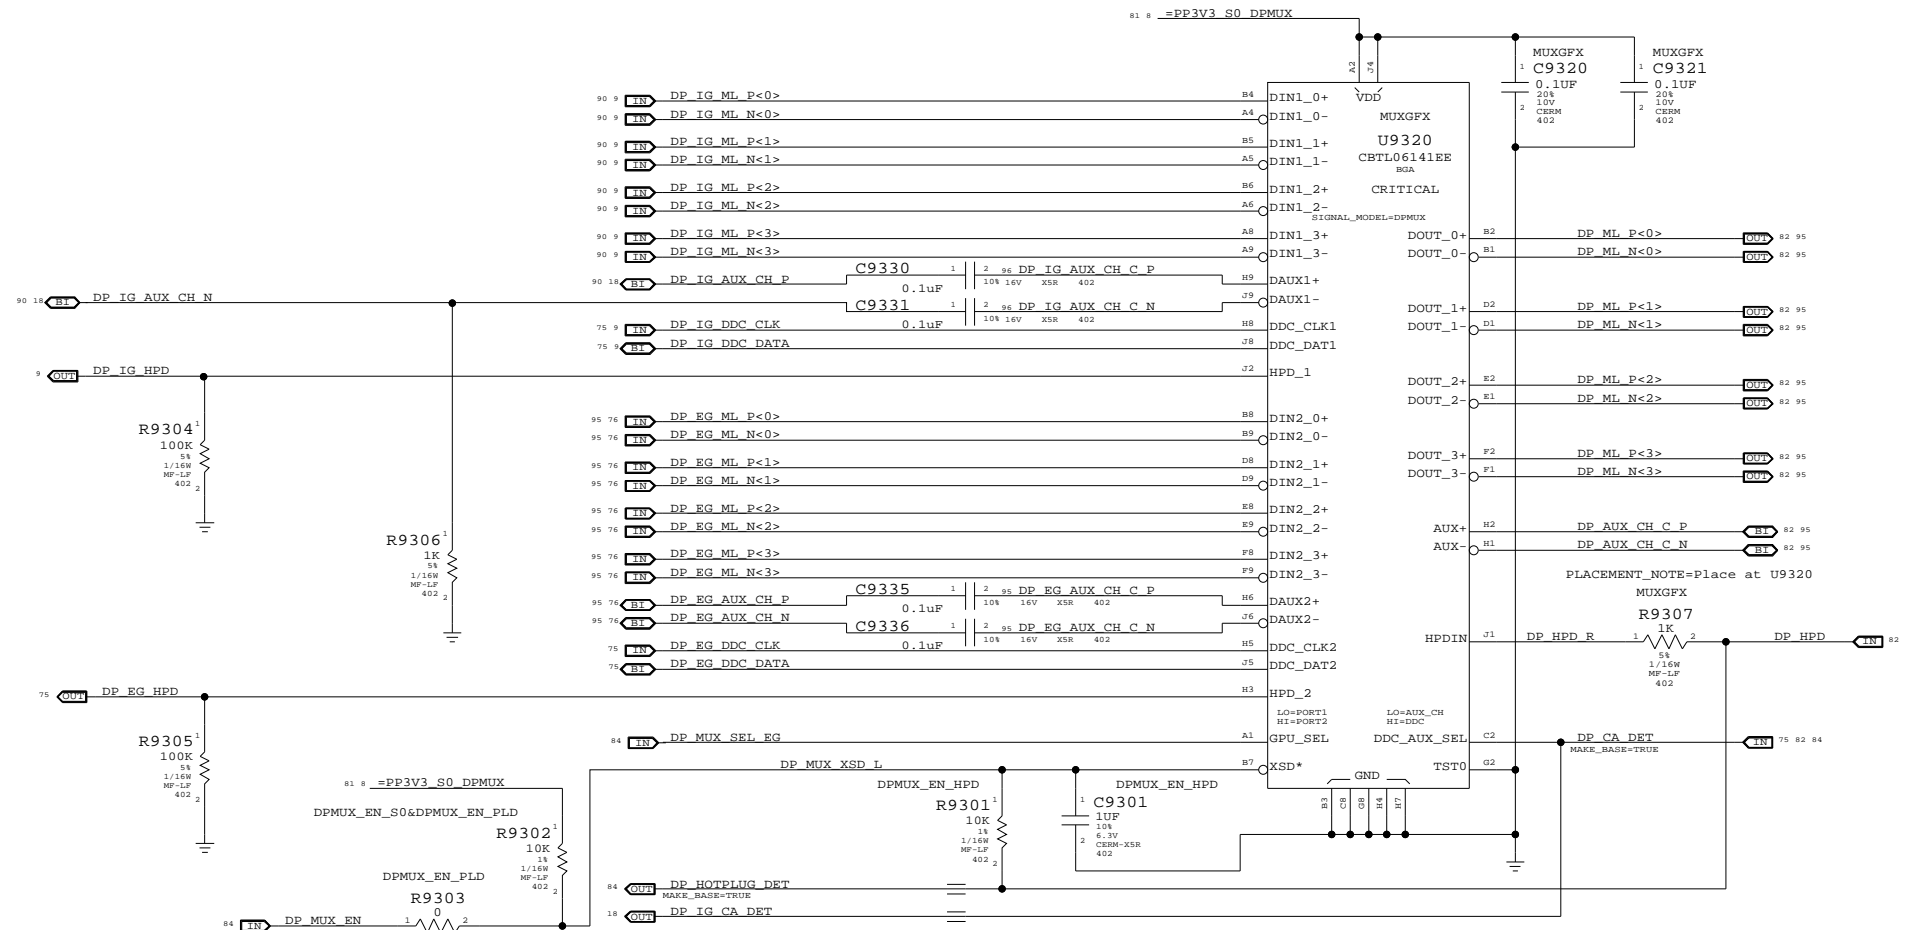 81 8 =PP3V3_S0_DPMUX
MUXGFX
C9320
0.1UF
20%
10V
CERM
402
1
2
MUXGFX
C9321
0.1UF
20%
10V
CERM
402
1
2
A2
J4
VDD
MUXGFX
U9320
CBTL06141EE
BGA
CRITICAL
SIGNAL_MODEL=DPMUX
90 9 IN DP_IG_ML_P<0> B4 DIN1_0+
90 9 IN DP_IG_ML_N<0> A4 DIN1_0-
90 9 IN DP_IG_ML_P<1> B5 DIN1_1+
90 9 IN DP_IG_ML_N<1> A5 DIN1_1-
90 9 IN DP_IG_ML_P<2> B6 DIN1_2+
90 9 IN DP_IG_ML_N<2> A6 DIN1_2-
90 9 IN DP_IG_ML_P<3> A8 DIN1_3+
90 9 IN DP_IG_ML_N<3> A9 DIN1_3-
90 18 BI DP_IG_AUX_CH_P C9330 1 2 96 DP_IG_AUX_CH_C_P H9 DAUX1+
0.1uF 10% 16V X5R 402
90 18 BI DP_IG_AUX_CH_N C9331 1 2 96 DP_IG_AUX_CH_C_N J9 DAUX1-
0.1uF 10% 16V X5R 402
75 9 IN DP_IG_DDC_CLK H8 DDC_CLK1
75 9 BI DP_IG_DDC_DATA J8 DDC_DAT1
9 OUT DP_IG_HPD J2 HPD_1
DOUT_0+ B2 DP_ML_P<0> OUT 82 95
DOUT_0- B1 DP_ML_N<0> OUT 82 95
DOUT_1+ D2 DP_ML_P<1> OUT 82 95
DOUT_1- D1 DP_ML_N<1> OUT 82 95
DOUT_2+ E2 DP_ML_P<2> OUT 82 95
DOUT_2- E1 DP_ML_N<2> OUT 82 95
DOUT_3+ F2 DP_ML_P<3> OUT 82 95
DOUT_3- F1 DP_ML_N<3> OUT 82 95
AUX+ H2 DP_AUX_CH_C_P BI 82 95
AUX- H1 DP_AUX_CH_C_N BI 82 95
R9304
100K
5%
1/16W
MF-LF
402
1
2
R9306
1K
5%
1/16W
MF-LF
402
1
2
95 76 IN DP_EG_ML_P<0> B8 DIN2_0+
95 76 IN DP_EG_ML_N<0> B9 DIN2_0-
95 76 IN DP_EG_ML_P<1> D8 DIN2_1+
95 76 IN DP_EG_ML_N<1> D9 DIN2_1-
95 76 IN DP_EG_ML_P<2> E8 DIN2_2+
95 76 IN DP_EG_ML_N<2> E9 DIN2_2-
95 76 IN DP_EG_ML_P<3> F8 DIN2_3+
95 76 IN DP_EG_ML_N<3> F9 DIN2_3-
95 76 BI DP_EG_AUX_CH_P C9335 1 2 95 DP_EG_AUX_CH_C_P H6 DAUX2+
0.1uF 10% 16V X5R 402
95 76 BI DP_EG_AUX_CH_N C9336 1 2 95 DP_EG_AUX_CH_C_N J6 DAUX2-
0.1uF 10% 16V X5R 402
75 IN DP_EG_DDC_CLK H5 DDC_CLK2
75 BI DP_EG_DDC_DATA J5 DDC_DAT2
75 OUT DP_EG_HPD H3 HPD_2
PLACEMENT_NOTE=Place at U9320
MUXGFX
R9307
1K
HPDIN J1 DP_HPD_R 1 2 DP_HPD IN 82
5%
1/16W
MF-LF
402
LO=PORT1
HI=PORT2
LO=AUX_CH
HI=DDC
84 IN DP_MUX_SEL_EG A1 GPU_SEL
DDC_AUX_SEL C2 DP_CA_DET IN 75 82 84
MAKE_BASE=TRUE
DP_MUX_XSD_L B7 XSD*
TST0 G2
GND
B3
C8
G8
H4
H7
R9305
100K
5%
1/16W
MF-LF
402
1
2
81 8 =PP3V3_S0_DPMUX
DPMUX_EN_S0&DPMUX_EN_PLD
R9302
10K
1%
1/16W
MF-LF
402
1
2
DPMUX_EN_HPD
R9301
10K
1%
1/16W
MF-LF
402
1
2
DPMUX_EN_HPD
C9301
1UF
10%
6.3V
CERM-X5R
402
1
2
DPMUX_EN_PLD
R9303
0
84 IN DP_MUX_EN 1 2
84 OUT DP_HOTPLUG_DET
MAKE_BASE=TRUE
18 OUT DP_IG_CA_DET